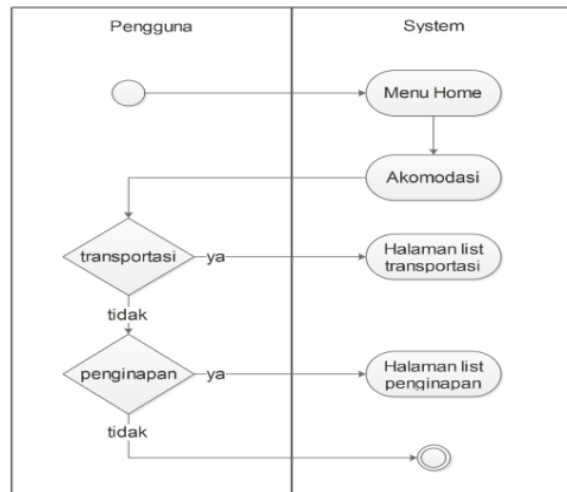 Pengguna
System
Menu Home
Akomodasi
transportasi
ya
Halaman list
transportasi
tidak
penginapan
ya
Halaman list
penginapan
tidak